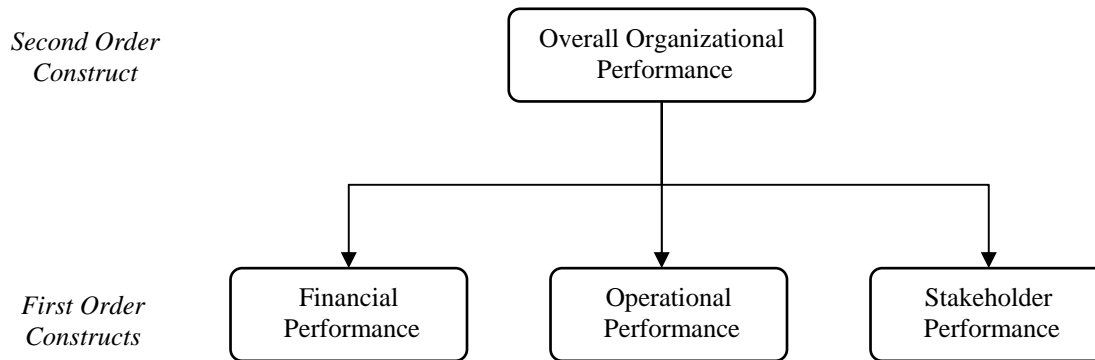 Second Order
Construct
Overall Organizational
Performance
First Order
Constructs
Financial
Performance
Operational
Performance
Stakeholder
Performance